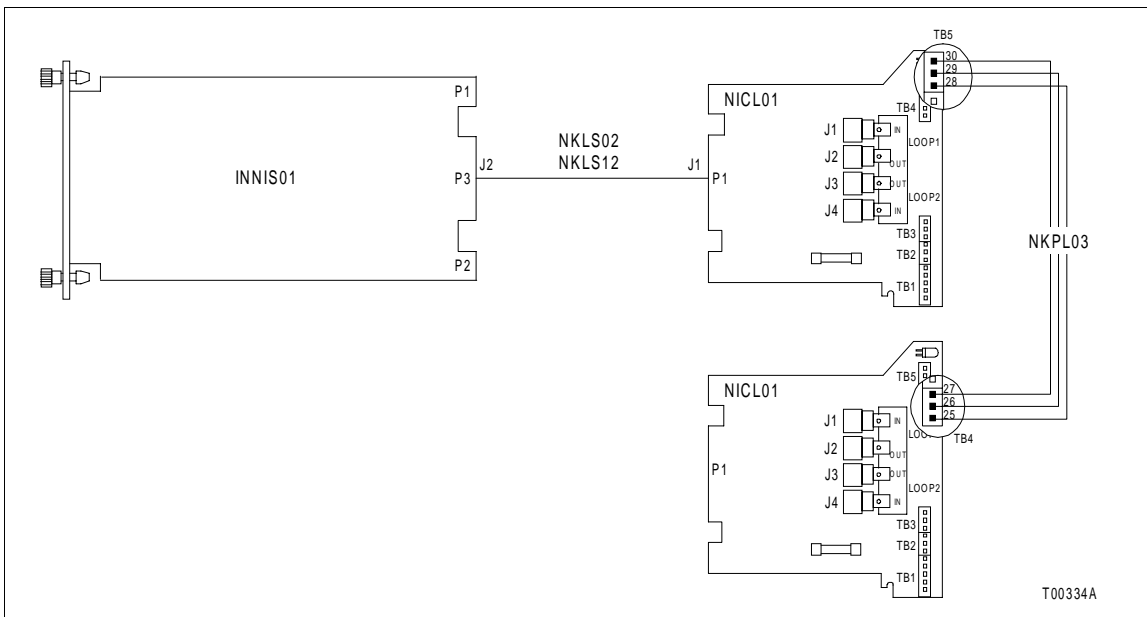 TB5
30
29
28
P1
NICL01
TB4
J1
IN
NKLS02
LOOP1
NKLS12
J2
OUT
J2
J1
INNIS01
P3
P1
J3
OUT
LOOP2
J4
IN
TB3
NKPL03
TB2
P2
TB1
TB5
27
NICL01
26
25
J1
IN
TB4
J2
OUT
P1
J3
OUT
LOOP2
J4
IN
TB3
TB2
TB1
T00334A